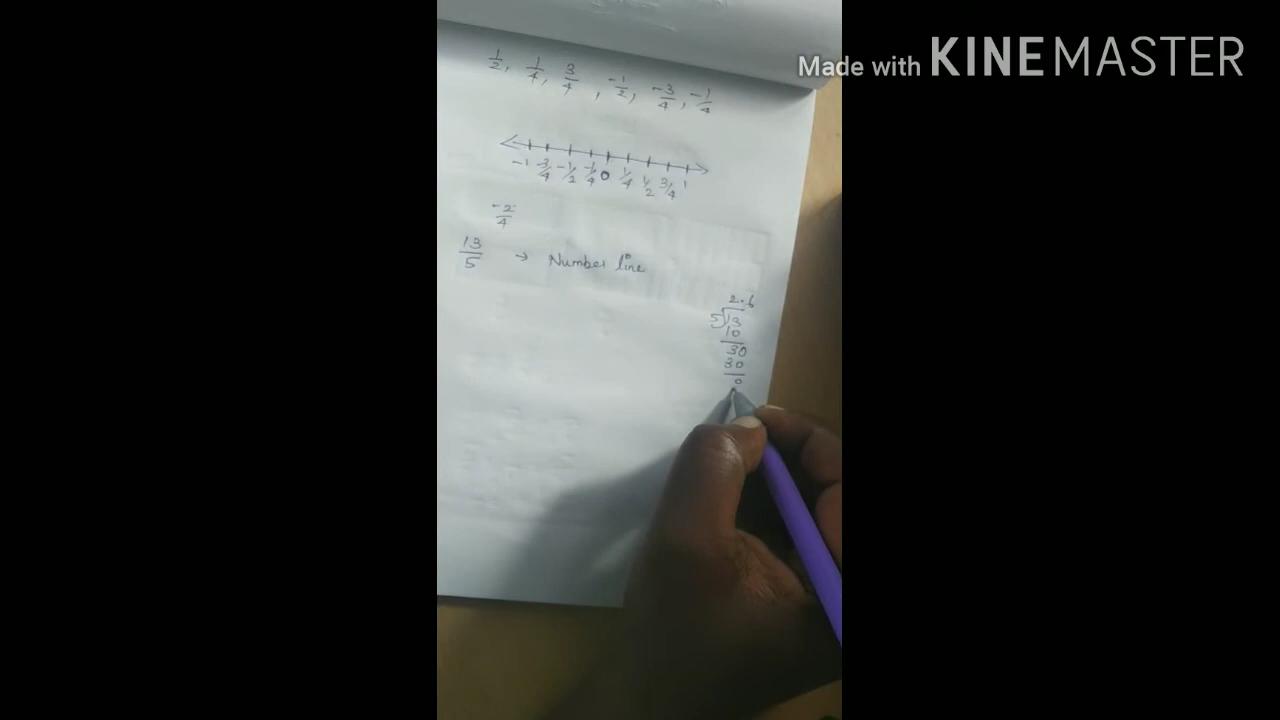 Made with KINEMASTER
1/2, 1/4, 3/4, -1/2, -3/4, -1/4
-1 -3/4 -1/2 -1/4 0 1/4 1/2 3/4 1
-2/4
13/5 → Number line
2.6
5)13
10
30
30
0